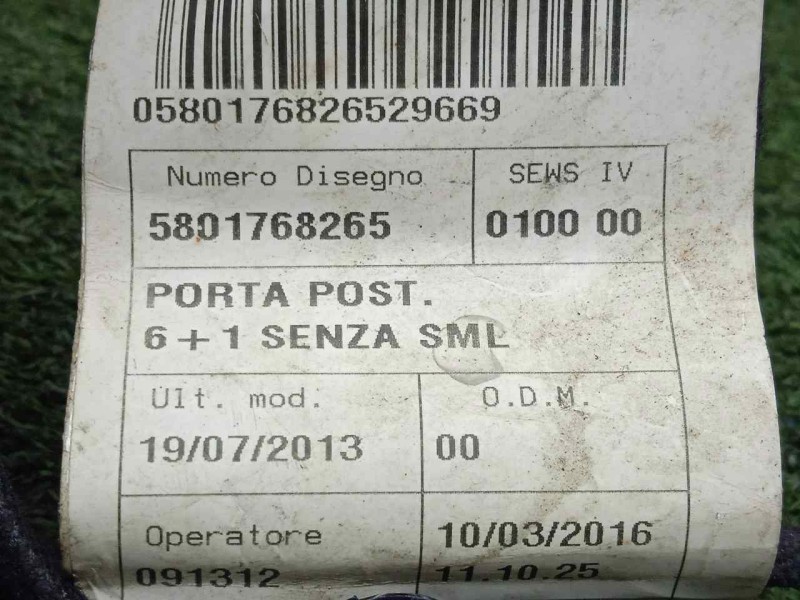 0580176826529669
Numero Disegno SEWS IV
5801768265 0100 00
PORTA POST.
6+1 SENZA SML
Ult. mod. O.D.M.
19/07/2013 00
Operatore 10/03/2016
091312 11.10.25